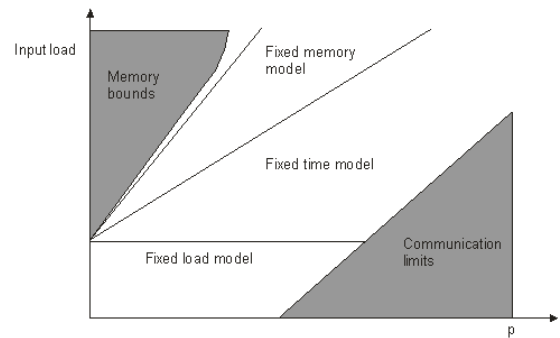 Input load
Memory
bounds
Fixed memory
model
Fixed time model
Fixed load model
Communication
limits
p